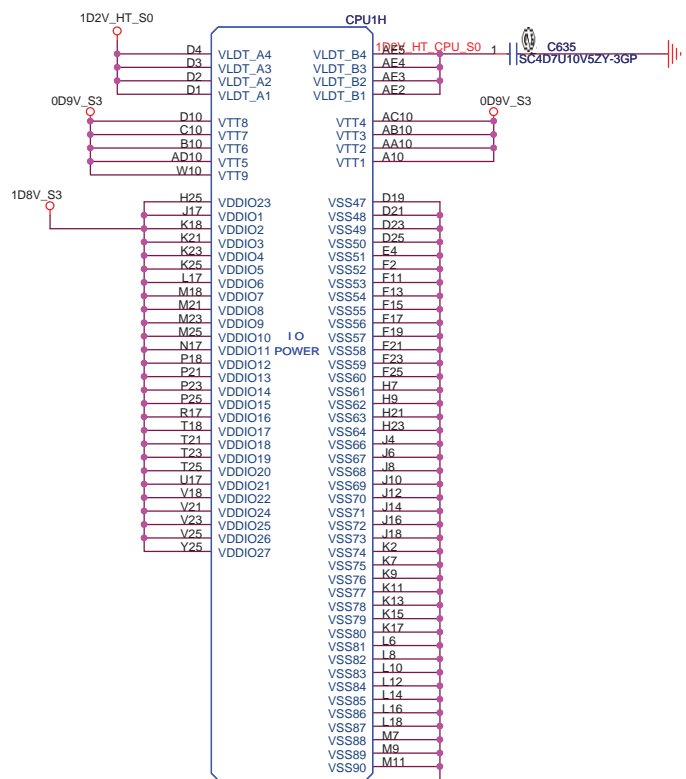 CPU1H
1D2V_HT_S0
D4 VLDT_A4 VLDT_B4 AE5 1D2V_HT_CPU_S0 1 C635
D3 VLDT_A3 VLDT_B3 AE4 SC4D7U10V5ZY-3GP
D2 VLDT_A2 VLDT_B2 AE3
D1 VLDT_A1 VLDT_B1 AE2
0D9V_S3 0D9V_S3
D10 VTT8 VTT4 AC10
C10 VTT7 VTT3 AB10
B10 VTT6 VTT2 AA10
AD10 VTT5 VTT1 A10
W10 VTT9
1D8V_S3
H25 VDDIO23 VSS47 D19
J17 VDDIO1 VSS48 D21
K18 VDDIO2 VSS49 D23
K21 VDDIO3 VSS50 D25
K23 VDDIO4 VSS51 E4
K25 VDDIO5 VSS52 F2
L17 VDDIO6 VSS53 F11
M18 VDDIO7 VSS54 F13
M21 VDDIO8 VSS55 F15
M23 VDDIO9 VSS56 F17
M25 VDDIO10 VSS57 F19
N17 VDDIO11 VSS58 F21
P18 VDDIO12 VSS59 F23
P21 VDDIO13 VSS60 F25
P23 VDDIO14 VSS61 H7
P25 VDDIO15 VSS62 H9
R17 VDDIO16 VSS63 H21
T18 VDDIO17 VSS64 H23
T21 VDDIO18 VSS66 J4
T23 VDDIO19 VSS67 J6
T25 VDDIO20 VSS68 J8
U17 VDDIO21 VSS69 J10
V18 VDDIO22 VSS70 J12
V21 VDDIO24 VSS71 J14
V23 VDDIO25 VSS72 J16
V25 VDDIO26 VSS73 J18
Y25 VDDIO27 VSS74 K2
VSS75 K7
VSS76 K9
VSS77 K11
VSS78 K13
VSS79 K15
VSS80 K17
VSS81 L6
VSS82 L8
VSS83 L10
VSS84 L12
VSS85 L14
VSS86 L16
VSS87 L18
VSS88 M7
VSS89 M9
VSS90 M11
I O
POWER